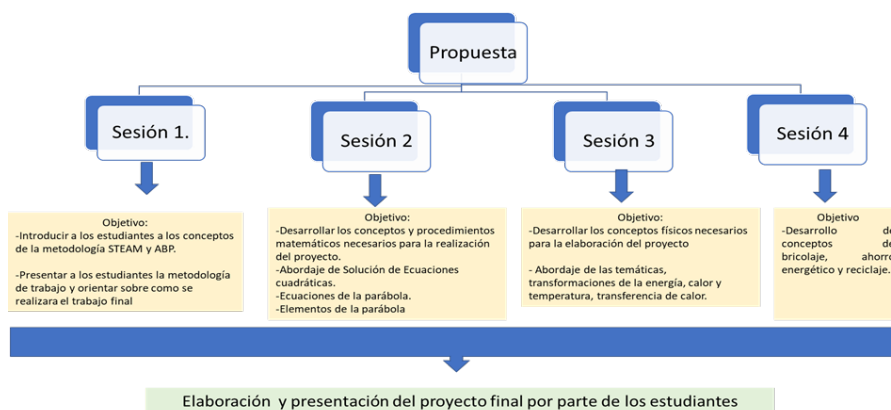 Propuesta
Sesión 1.
Sesión 2
Sesión 3
Sesión 4
Objetivo:
-Introducir a los estudiantes a los conceptos
de la metodología STEAM y ABP.
-Presentar a los estudiantes la metodología
de trabajo y orientar sobre como se
realizara el trabajo final
Objetivo:
-Desarrollar los conceptos y procedimientos
matemáticos necesarios para la realización
del proyecto.
-Abordaje de Solución de Ecuaciones
cuadráticas.
-Ecuaciones de la parábola.
-Elementos de la parábola
Objetivo:
-Desarrollar los conceptos físicos necesarios
para la elaboración del proyecto
- Abordaje de las temáticas,
transformaciones de la energía, calor y
temperatura, transferencia de calor.
Objetivo
-Desarrollo de
conceptos de
bricolaje, ahorro
energético y reciclaje.
Elaboración y presentación del proyecto final por parte de los estudiantes